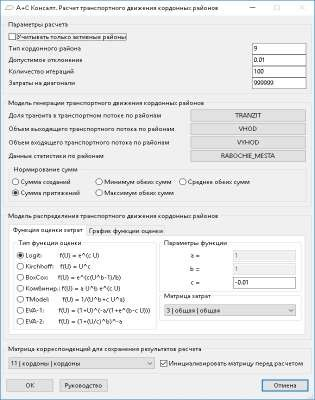 А+С Консалт. Расчет транспортного движения кордонных районов
Параметры расчета
Учитывать только активные районы
Тип кордонного района 9
Допустимое отклонение 0.01
Количество итераций 100
Затраты на диагонали 999999
Модель генерации транспортного движения кордонных районов
Доля транзита в транспортном потоке по районам TRANZIT
Объем въезжающего транспортного потока по районам VHOD
Объем выходящего транспортного потока по районам VYHOD
Данные статистики по районам RABOCHIE_MESTA
Нормирование сумм
Сумма созданий Минимум обеих сумм Среднее обеих сумм
Сумма притяжений Максимум обеих сумм
Модель распределения транспортного движения кордонных районов
Функция оценки затрат График функции оценки
Тип функции оценки Параметры функции
Logit: f(U) = e^(c U) a = 1
Kirchhoff: f(U) = U^c b = 1
BoxCox: f(U) = e^(c(U^b-1)/b) c = -0.01
Комбинир.: f(U) = a U^b e^(c U) Матрица затрат
TModel: f(U) = 1/(U^b+c U^a) 3 | общая | общая
EVA-1: f(U) = (1+U)^(-a/(1+e^(b-c U)))
EVA-2: f(U) = (1+(U/c)^b)^-a
Матрица корреспонденций для сохранения результатов расчета
11 | кордоны | кордоны Инициализировать матрицу перед расчетом
OK Руководство Отмена